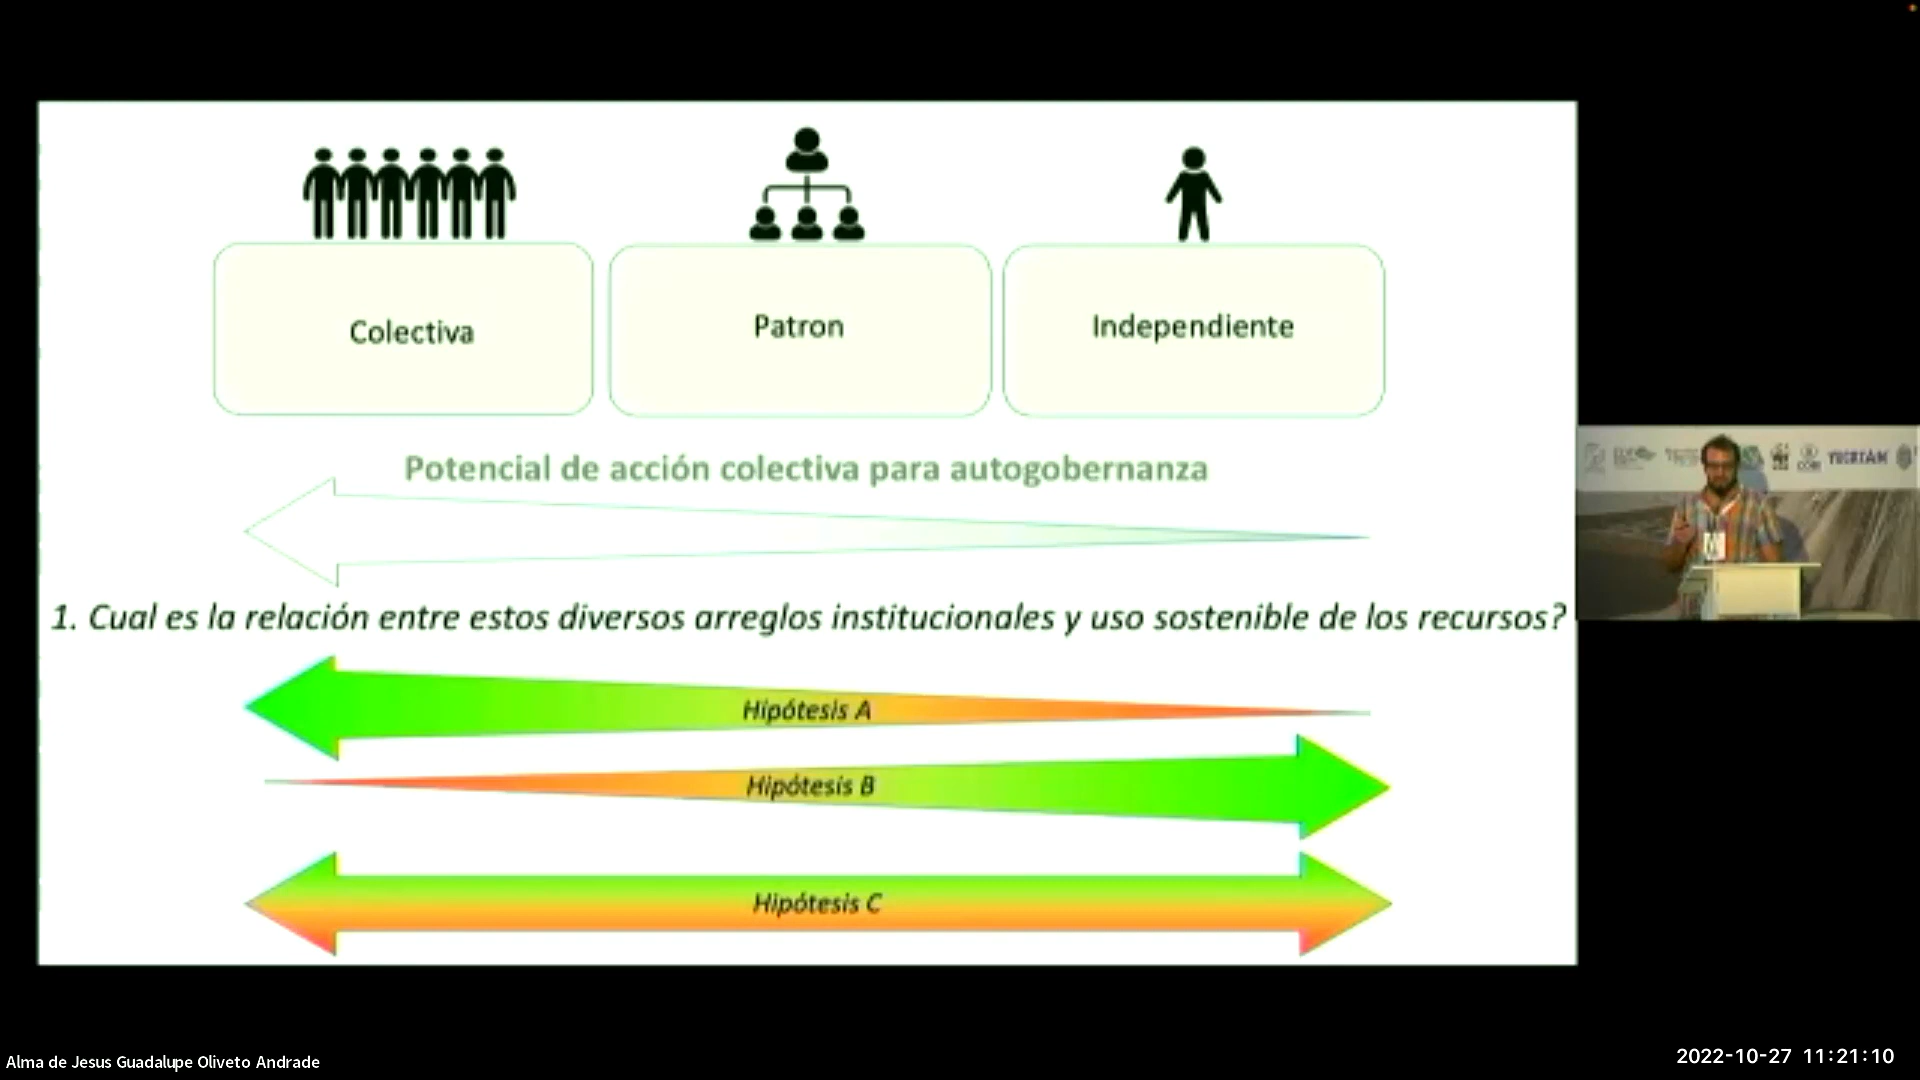 Colectiva
Patron
Independiente
Potencial de acción colectiva para autogobernanza
1. Cual es la relación entre estos diversos arreglos institucionales y uso sostenible de los recursos?
Hipótesis A
Hipótesis B
Hipótesis C
Alma de Jesus Guadalupe Oliveto Andrade
2022-10-27 11:21:10